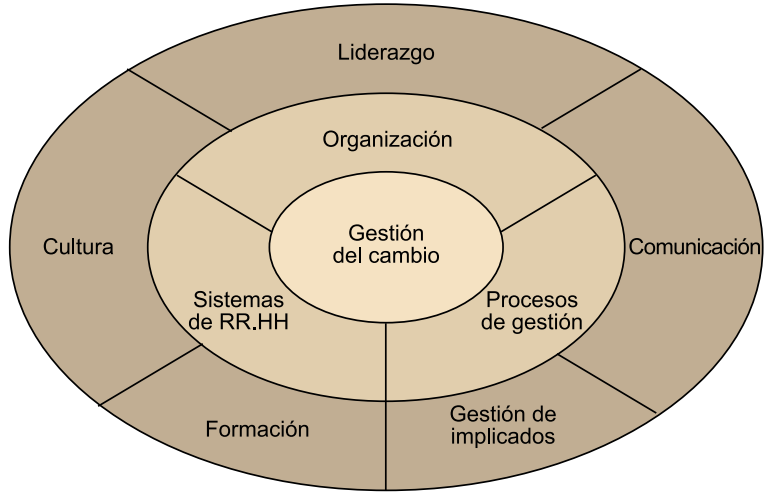 Liderazgo
Organización
Gestión
del cambio
Cultura
Comunicación
Sistemas
de RR.HH
Procesos
de gestión
Formación
Gestión de
implicados